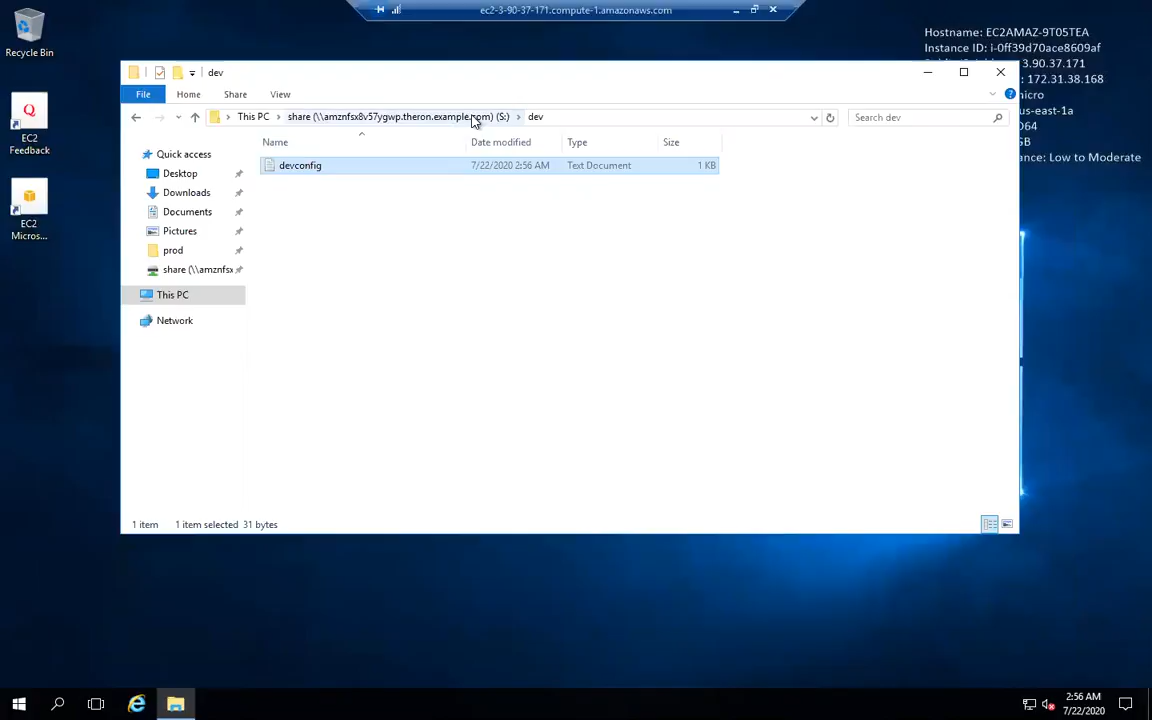 ec2-3-90-37-171.compute-1.amazonaws.com
Recycle Bin
EC2
Feedback
EC2
Micros...
Hostname: EC2AMAZ-9T05TEA
Instance ID: i-0ff39d70ace8609af
3.90.37.171
172.31.38.168
micro
us-east-1a
D64
SB
ance: Low to Moderate
dev
File Home Share View
This PC > share (\\amznfsx8v57ygwp.theron.example.com) (S:) > dev
Search dev
Name Date modified Type Size
devconfig 7/22/2020 2:56 AM Text Document 1 KB
Quick access
Desktop
Downloads
Documents
Pictures
prod
share (\\amznfsx
This PC
Network
1 item 1 item selected 31 bytes
2:56 AM
7/22/2020